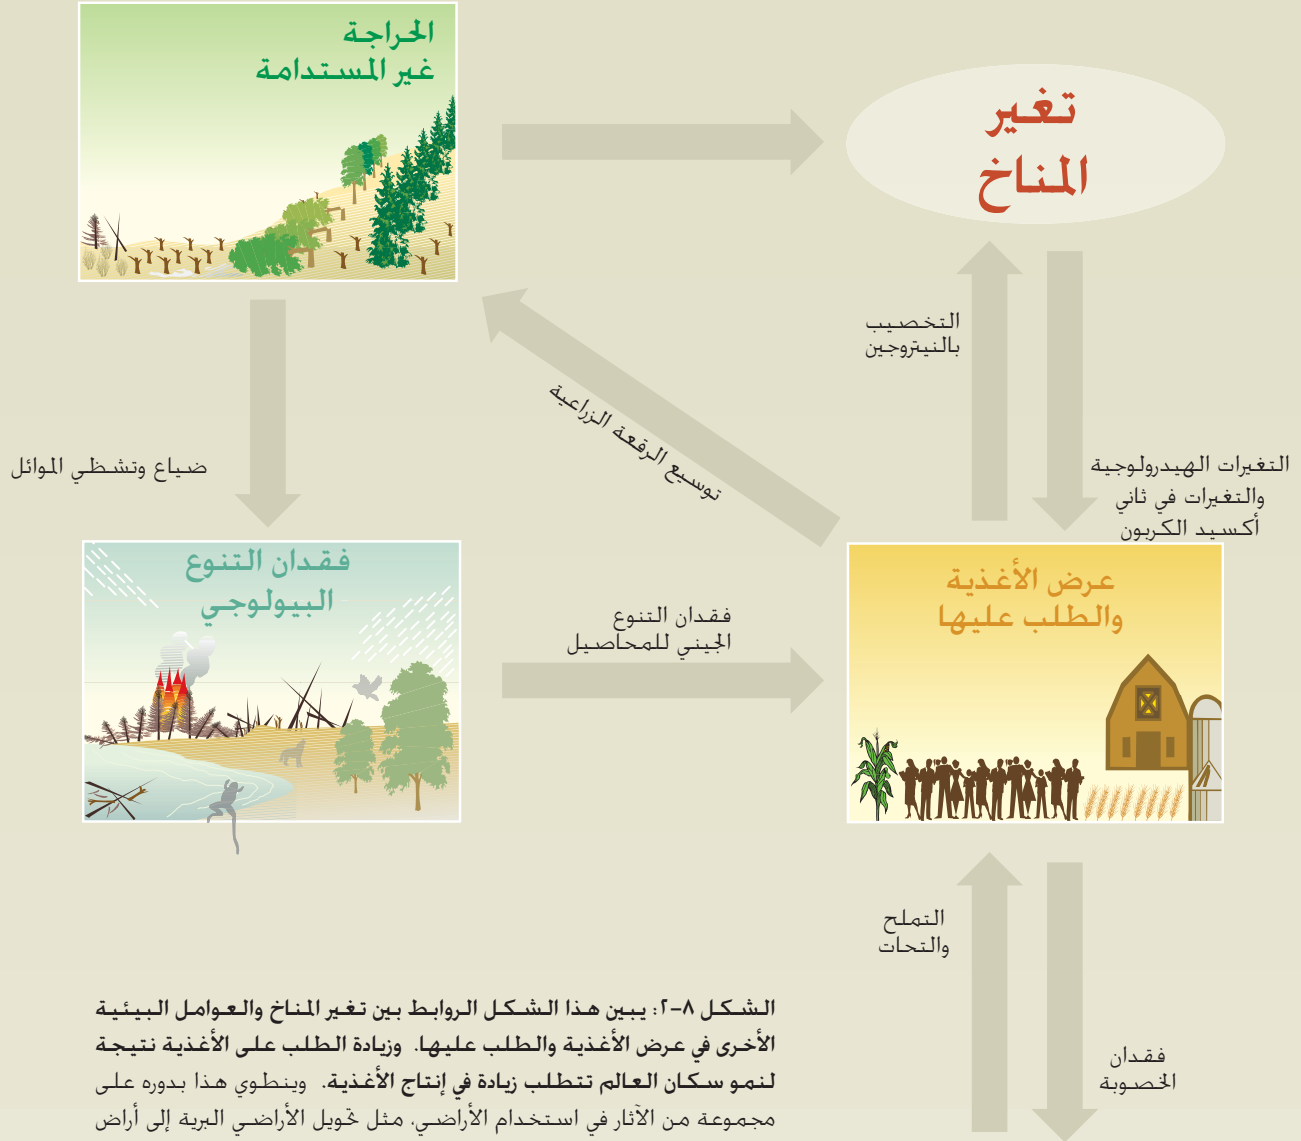 الحراجة
غير المستدامة
تغير
المناخ
التخصيب
بالنيتروجين
توسيع الرقعة الزراعية
ضياع وتشظي الموائل
التغيرات الهيدرولوجية
والتغيرات في ثاني
أكسيد الكربون
فقدان التنوع
البيولوجي
فقدان التنوع
الجيني للمحاصيل
عرض الأغذية
والطلب عليها
التملح
والتحات
فقدان
الخصوبة
الشكل ٨-٢: يبين هذا الشكل الروابط بين تغير المناخ والعوامل البيئية
الأخرى في عرض الأغذية والطلب عليها. وزيادة الطلب على الأغذية نتيجة
لنمو سكان العالم تتطلب زيادة في إنتاج الأغذية. وينطوي هذا بدوره على
مجموعة من الآثار في استخدام الأراضي، مثل تحويل الأراضي البرية إلى أراض